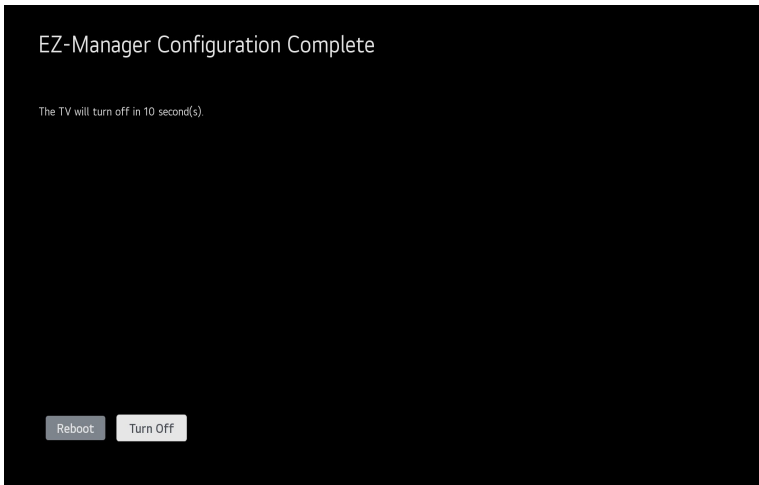 EZ-Manager Configuration Complete
The TV will turn off in 10 second(s).
Reboot
Turn Off